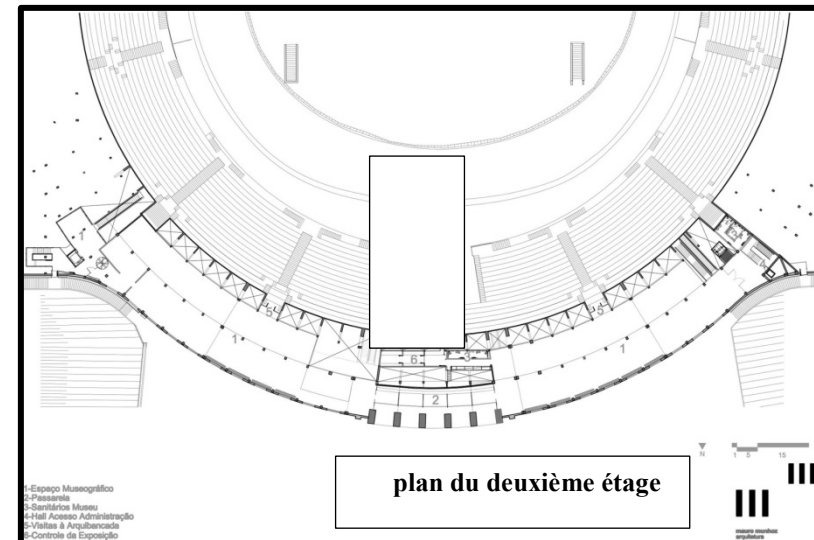 1
5
5
1
1
6
3
2
plan du deuxième étage
N
1 5 15
1-Espaço Museográfico
2-Passarela
3-Sanitários Museu
4-Hall Acesso Administração
5-Visitas à Arquibancada
6-Controle da Exposição
mauro munhoz
arquitetura